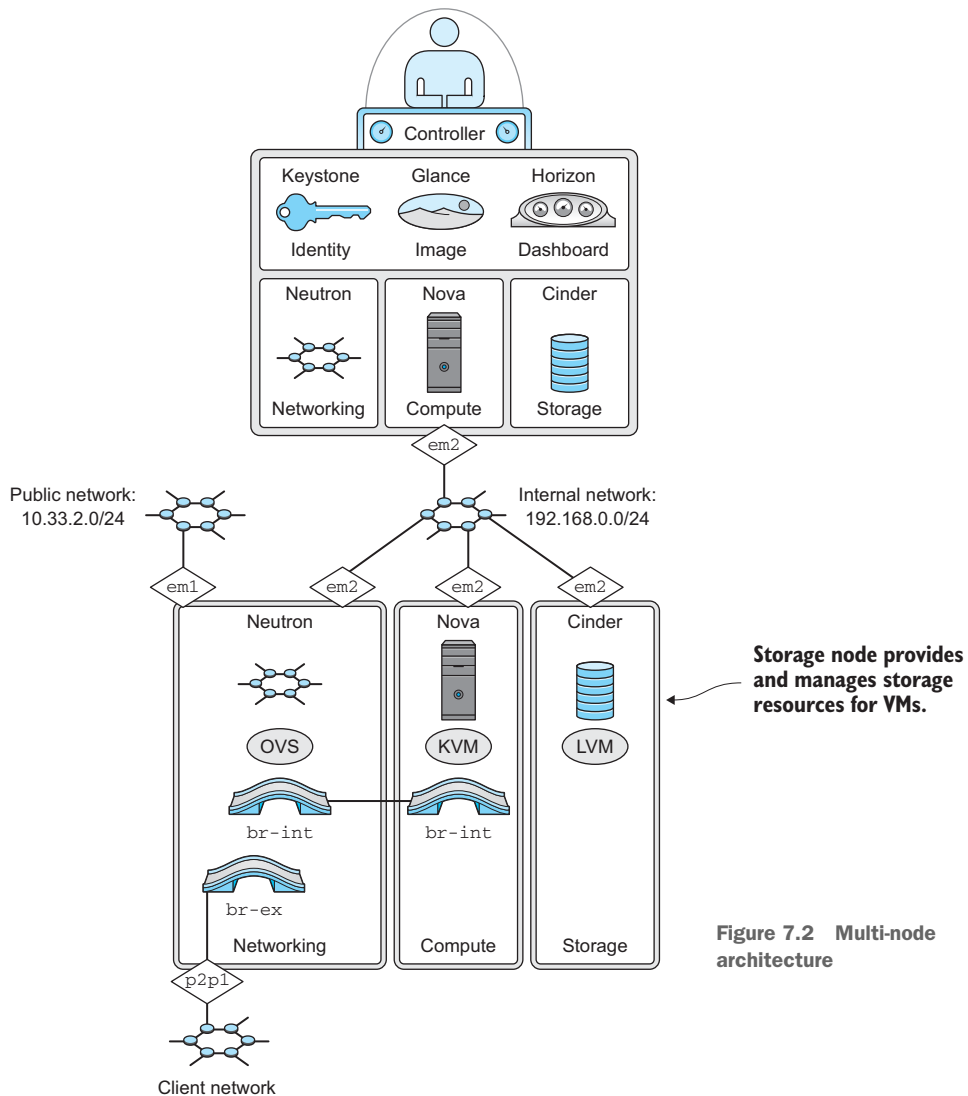 Controller
Keystone
Glance
Horizon
Identity
Image
Dashboard
Neutron
Nova
Cinder
Networking
Compute
Storage
em2
Public network:
10.33.2.0/24
Internal network:
192.168.0.0/24
em1
em2
em2
em2
Neutron
Nova
Cinder
Storage node provides
and manages storage
resources for VMs.
OVS
KVM
LVM
br-int
br-int
br-ex
Networking
Compute
Storage
Figure 7.2 Multi-node
architecture
p2p1
Client network